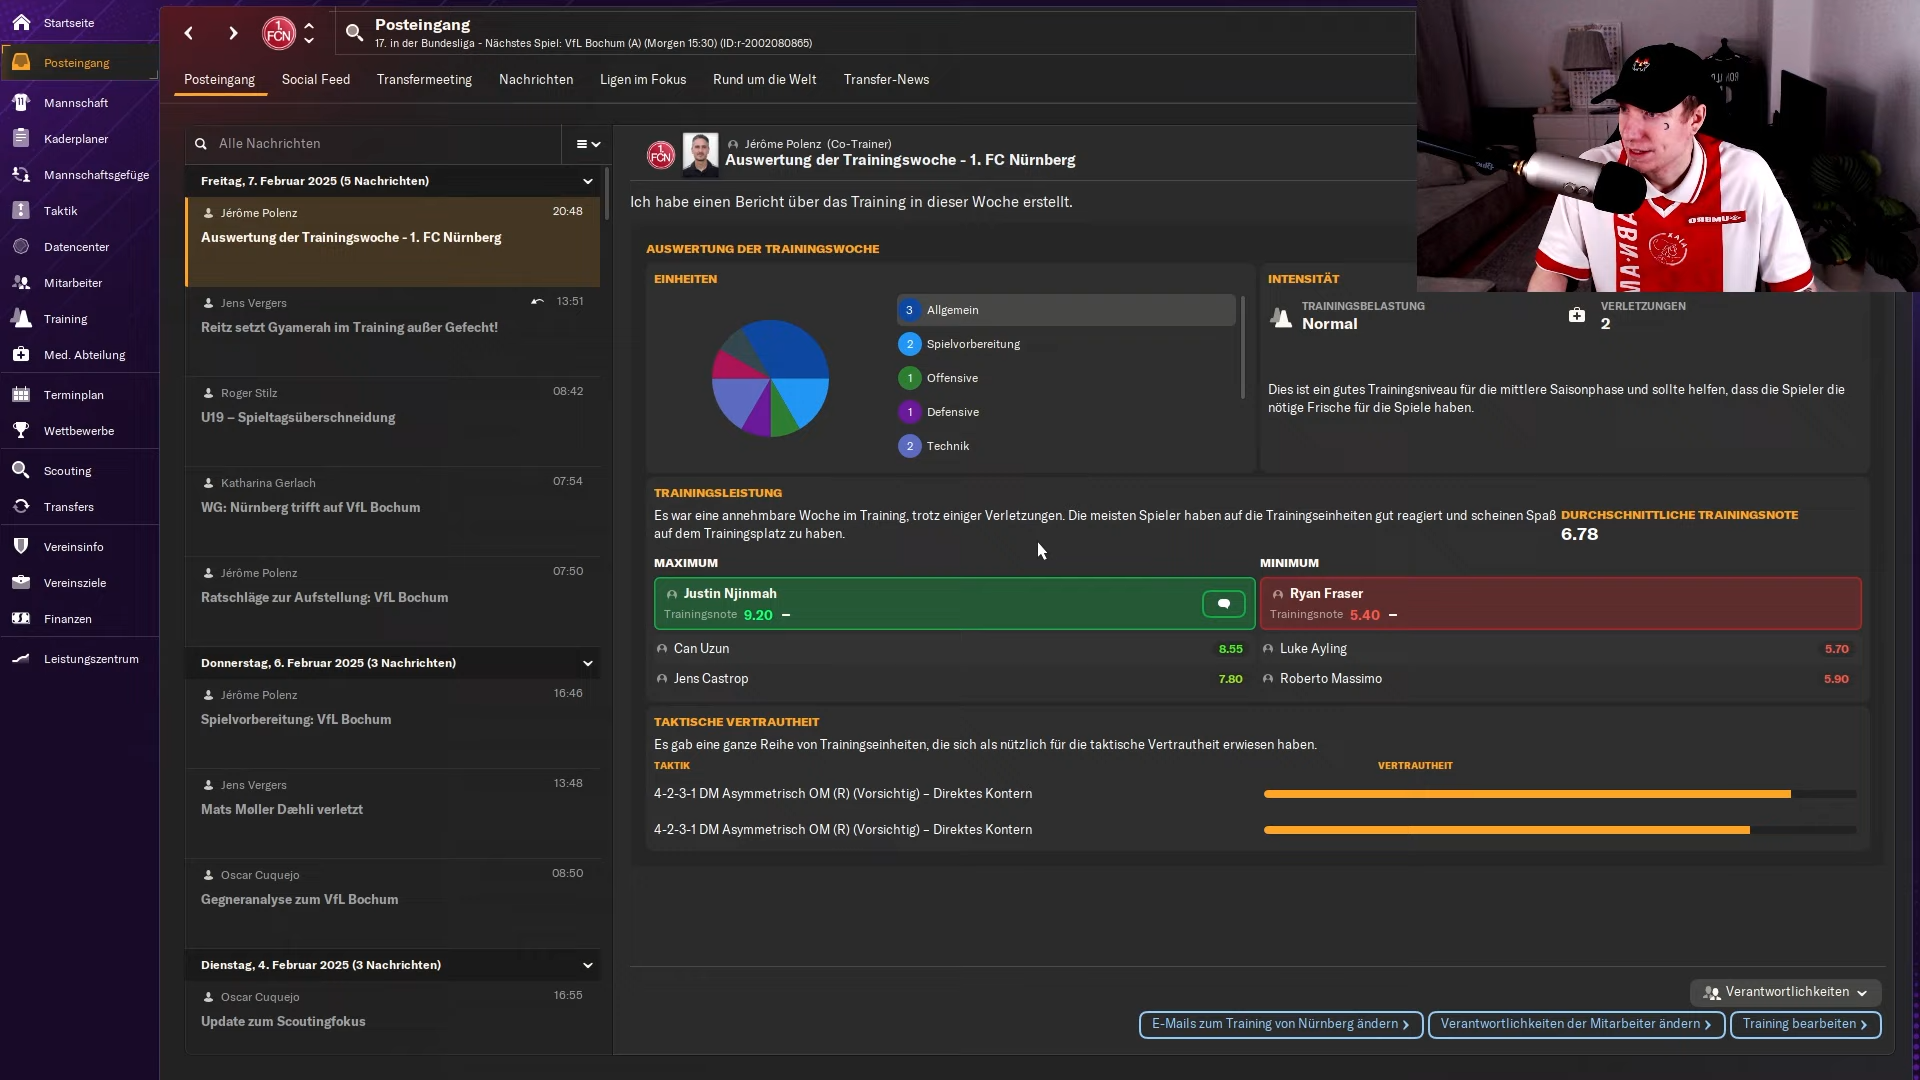 Startseite
Posteingang
Mannschaft
Kaderplaner
Mannschaftsgefüge
Taktik
Datencenter
Mitarbeiter
Training
Med. Abteilung
Terminplan
Wettbewerbe
Scouting
Transfers
Vereinsinfo
Vereinsziele
Finanzen
Leistungszentrum
1.
FCN
Posteingang
17. in der Bundesliga - Nächstes Spiel: VfL Bochum (A) (Morgen 15:30) (ID:r-2002080865)
Posteingang
Social Feed
Transfermeeting
Nachrichten
Ligen im Fokus
Rund um die Welt
Transfer-News
Alle Nachrichten
Freitag, 7. Februar 2025 (5 Nachrichten)
Jérôme Polenz 20:48
Auswertung der Trainingswoche - 1. FC Nürnberg
Jens Vergers 13:51
Reitz setzt Gyamerah im Training außer Gefecht!
Roger Stilz 08:42
U19 – Spieltagsüberschneidung
Katharina Gerlach 07:54
WG: Nürnberg trifft auf VfL Bochum
Jérôme Polenz 07:50
Ratschläge zur Aufstellung: VfL Bochum
Donnerstag, 6. Februar 2025 (3 Nachrichten)
Jérôme Polenz 16:46
Spielvorbereitung: VfL Bochum
Jens Vergers 13:48
Mats Møller Dæhli verletzt
Oscar Cuquejo 08:50
Gegneranalyse zum VfL Bochum
Dienstag, 4. Februar 2025 (3 Nachrichten)
Oscar Cuquejo 16:55
Update zum Scoutingfokus
1.
FCN
Jérôme Polenz (Co-Trainer)
Auswertung der Trainingswoche - 1. FC Nürnberg
Ich habe einen Bericht über das Training in dieser Woche erstellt.
AUSWERTUNG DER TRAININGSWOCHE
EINHEITEN
3 Allgemein
2 Spielvorbereitung
1 Offensive
1 Defensive
2 Technik
INTENSITÄT
TRAININGSBELASTUNG
Normal
VERLETZUNGEN
2
Dies ist ein gutes Trainingsniveau für die mittlere Saisonphase und sollte helfen, dass die Spieler die
nötige Frische für die Spiele haben.
TRAININGSLEISTUNG
Es war eine annehmbare Woche im Training, trotz einiger Verletzungen. Die meisten Spieler haben auf die Trainingseinheiten gut reagiert und scheinen Spaß
auf dem Trainingsplatz zu haben.
DURCHSCHNITTLICHE TRAININGSNOTE
6.78
MAXIMUM
Justin Njinmah
Trainingsnote 9.20 –
Can Uzun 8.55
Jens Castrop 7.80
MINIMUM
Ryan Fraser
Trainingsnote 5.40 –
Luke Ayling 5.70
Roberto Massimo 5.90
TAKTISCHE VERTRAUTHEIT
Es gab eine ganze Reihe von Trainingseinheiten, die sich als nützlich für die taktische Vertrautheit erwiesen haben.
TAKTIK VERTRAUTHEIT
4-2-3-1 DM Asymmetrisch OM (R) (Vorsichtig) – Direktes Kontern
4-2-3-1 DM Asymmetrisch OM (R) (Vorsichtig) – Direktes Kontern
Verantwortlichkeiten
E-Mails zum Training von Nürnberg ändern
Verantwortlichkeiten der Mitarbeiter ändern
Training bearbeiten